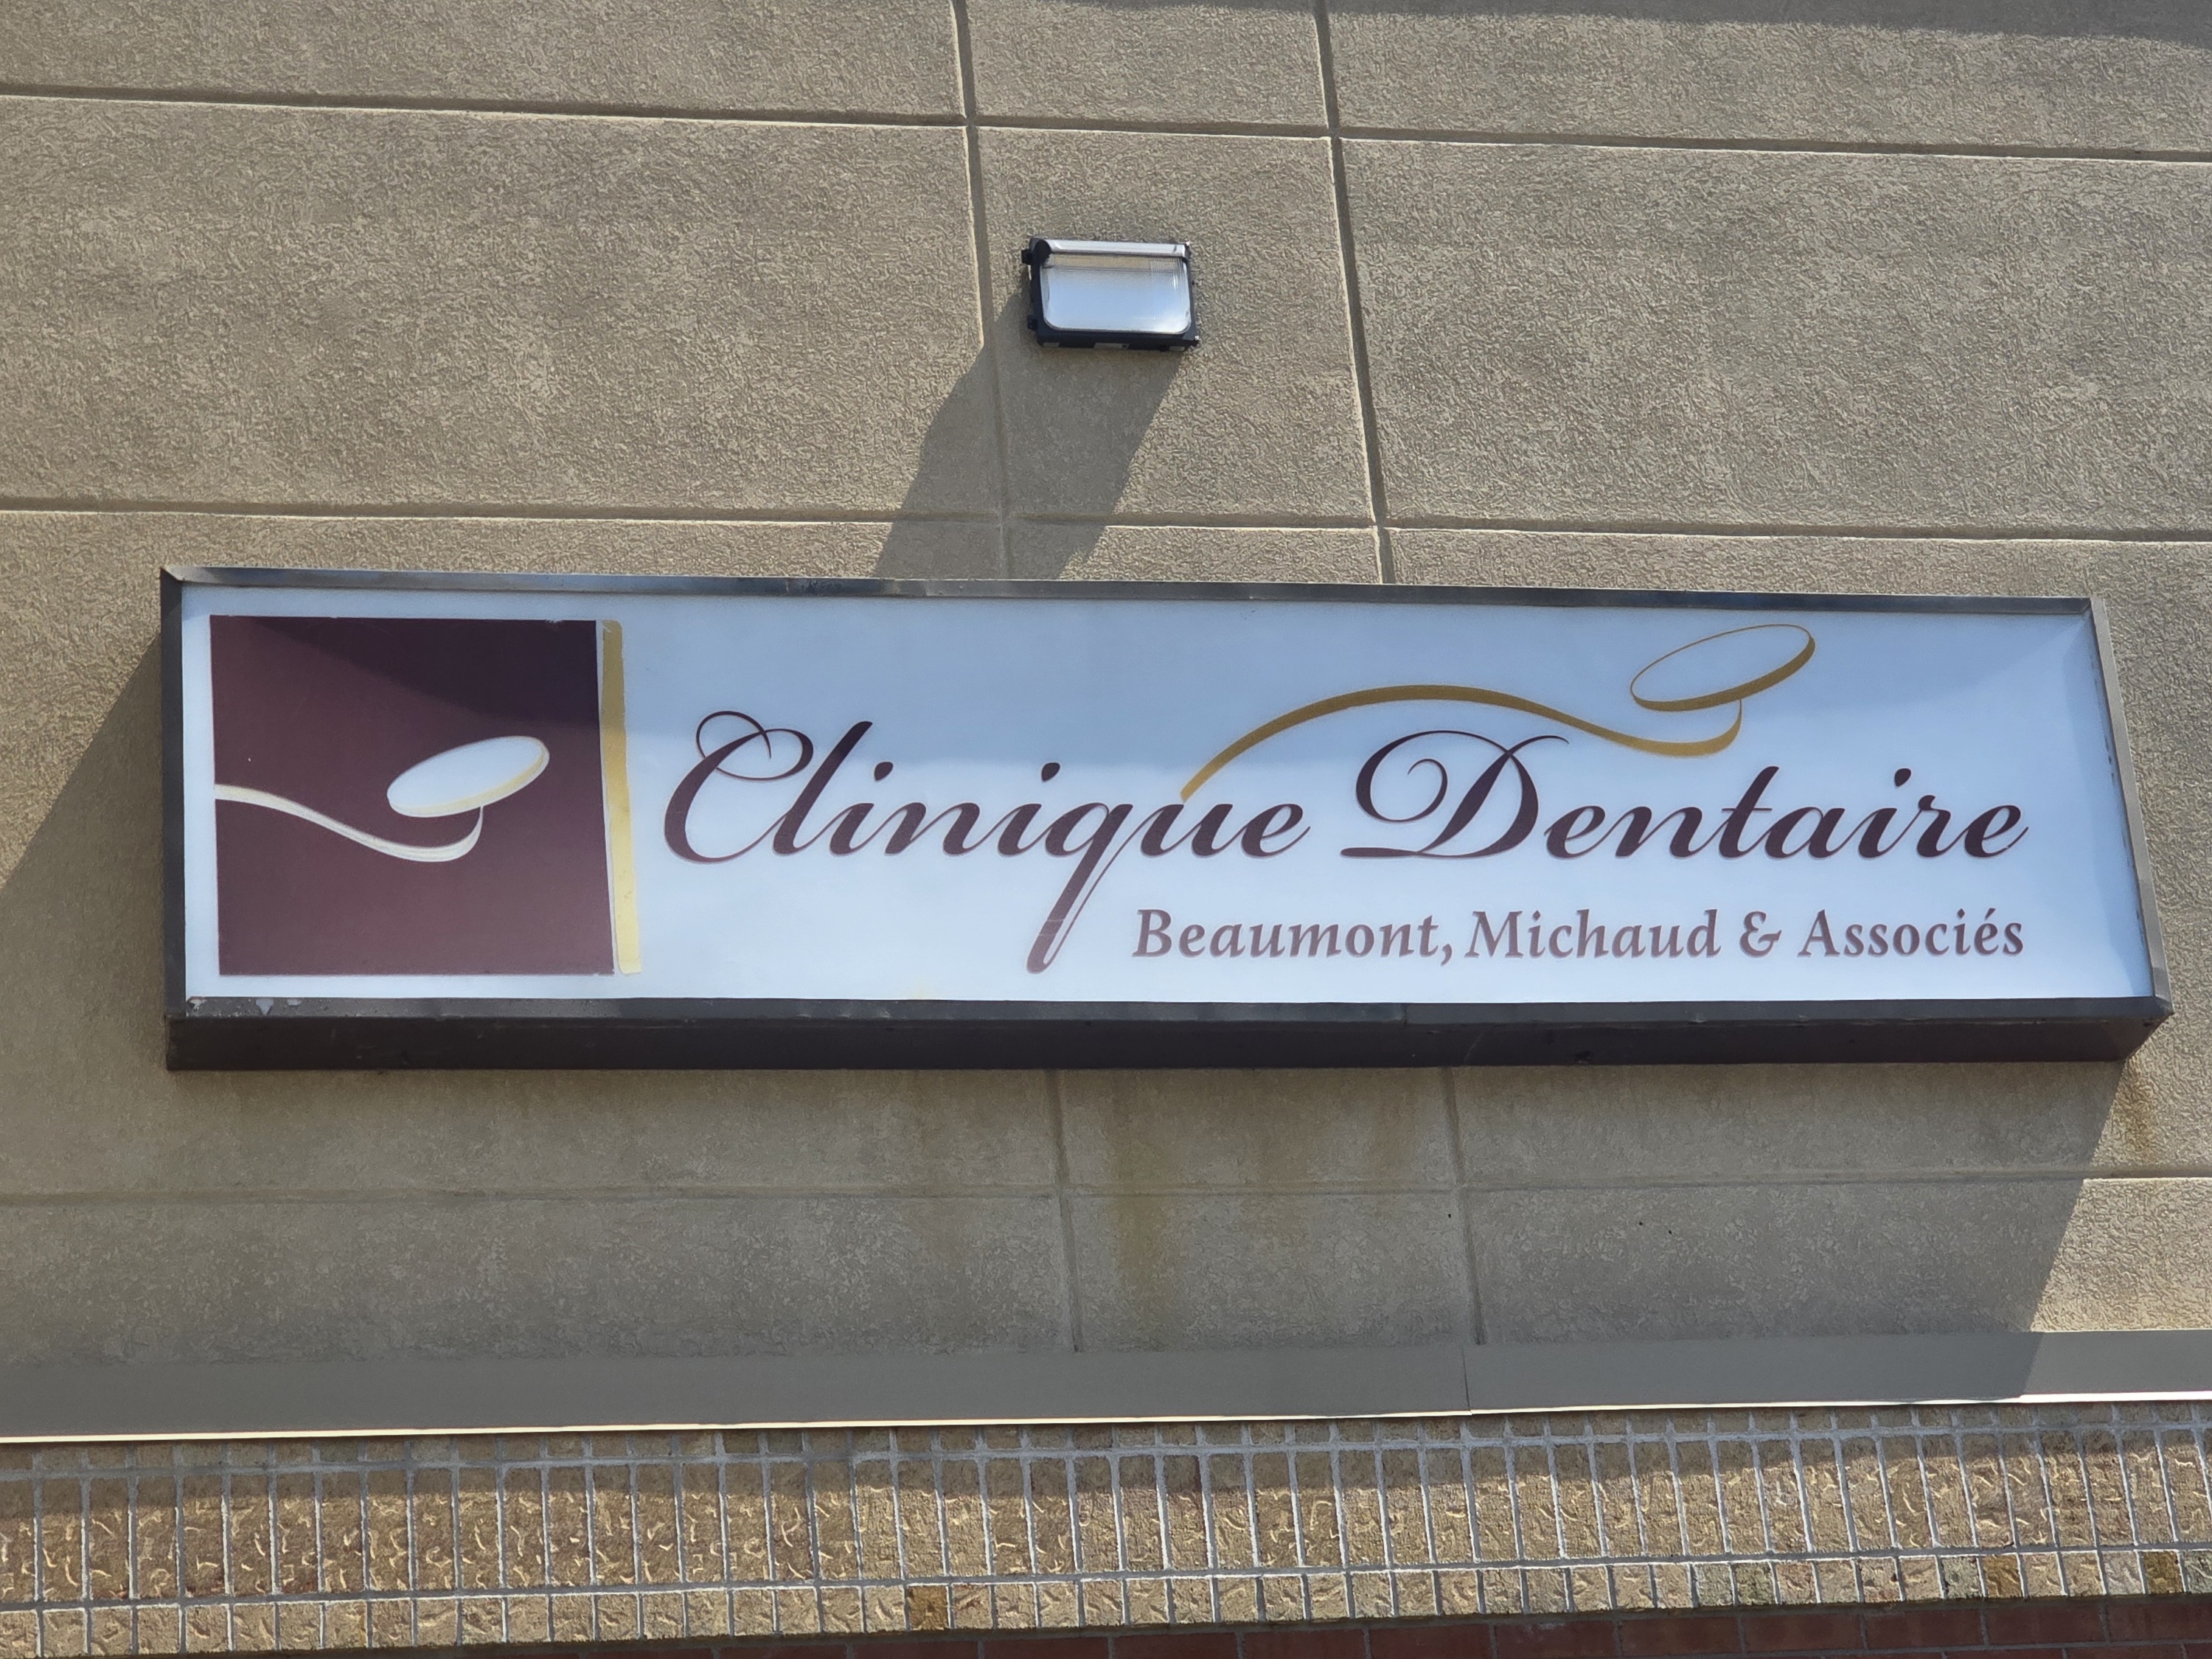 Clinique Dentaire
Beaumont, Michaud & Associés